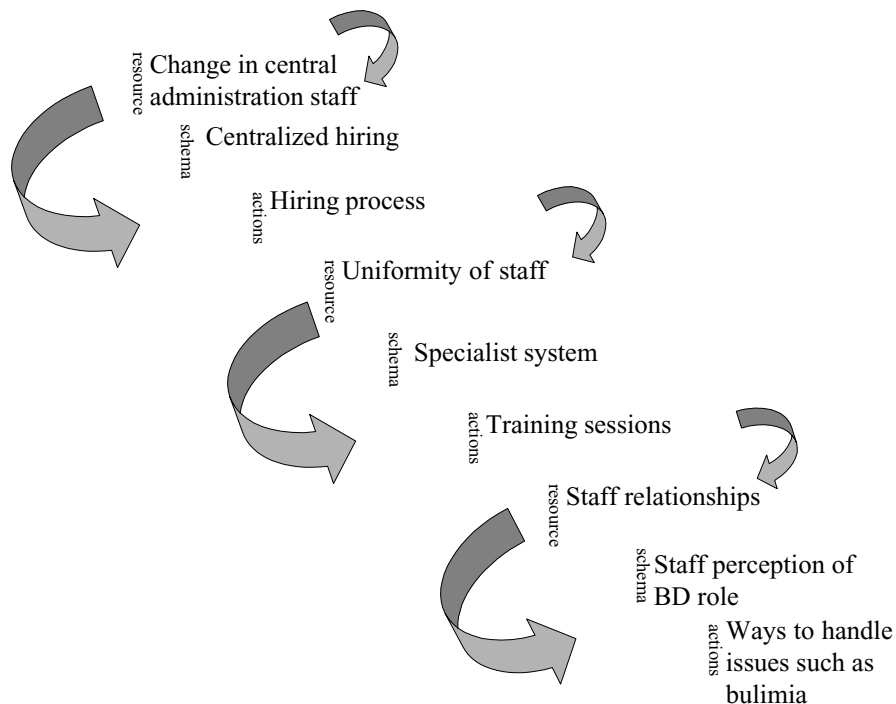 resource
Change in central
administration staff
schema
Centralized hiring
actions
Hiring process
resource
Uniformity of staff
schema
Specialist system
actions
Training sessions
resource
Staff relationships
schema
Staff perception of
BD role
actions
Ways to handle
issues such as
bulimia